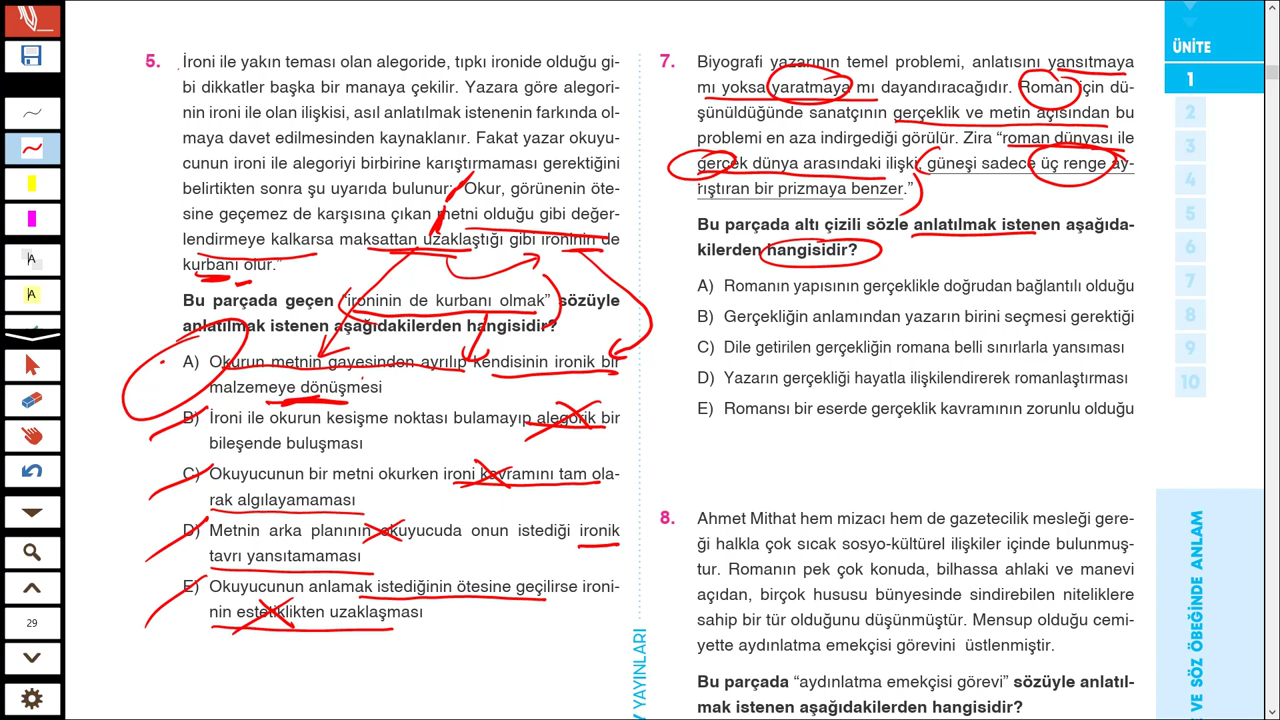 5. İroni ile yakın teması olan alegoride, tıpkı ironide olduğu gi-
bi dikkatler başka bir manaya çekilir. Yazara göre alegori-
nin ironi ile olan ilişkisi, asıl anlatılmak istenenin farkında ol-
maya davet edilmesinden kaynaklanır. Fakat yazar okuyu-
cunun ironi ile alegoriyi birbirine karıştırmaması gerektiğini
belirttikten sonra şu uyarıda bulunur: “Okur, görünenin öte-
sine geçemez de karşısına çıkan metni olduğu gibi değer-
lendirmeye kalkarsa maksattan uzaklaştığı gibi ironinin de
kurbanı olur.”
Bu parçada geçen “ironinin de kurbanı olmak” sözüyle
anlatılmak istenen aşağıdakilerden hangisidir?
A) Okurun metnin gayesinden ayrılıp kendisinin ironik bir
malzemeye dönüşmesi
B) İroni ile okurun kesişme noktası bulamayıp alegorik bir
bileşende buluşması
C) Okuyucunun bir metni okurken ironi kavramını tam ola-
rak algılayamaması
D) Metnin arka planının okuyucuda onun istediği ironik
tavrı yansıtamaması
E) Okuyucunun anlamak istediğinin ötesine geçilirse ironi-
nin estetiklikten uzaklaşması
7. Biyografi yazarının temel problemi, anlatısını yansıtmaya
mı yoksa yaratmaya mı dayandıracağıdır. Roman için dü-
şünüldüğünde sanatçının gerçeklik ve metin açısından bu
problemi en aza indirgediği görülür. Zira “roman dünyası ile
gerçek dünya arasındaki ilişki, güneşi sadece üç renge ay-
rıştıran bir prizmaya benzer.”
Bu parçada altı çizili sözle anlatılmak istenen aşağıda-
kilerden hangisidir?
A) Romanın yapısının gerçeklikle doğrudan bağlantılı olduğu
B) Gerçekliğin anlamından yazarın birini seçmesi gerektiği
C) Dile getirilen gerçekliğin romana belli sınırlarla yansıması
D) Yazarın gerçekliği hayatla ilişkilendirerek romanlaştırması
E) Romansı bir eserde gerçeklik kavramının zorunlu olduğu
8. Ahmet Mithat hem mizacı hem de gazetecilik mesleği gere-
ği halkla çok sıcak sosyo-kültürel ilişkiler içinde bulunmuş-
tur. Romanın pek çok konuda, bilhassa ahlaki ve manevi
açıdan, birçok hususu bünyesinde sindirebilen niteliklere
sahip bir tür olduğunu düşünmüştür. Mensup olduğu cemi-
yette aydınlatma emekçisi görevini üstlenmiştir.
Bu parçada “aydınlatma emekçisi görevi” sözüyle anlatıl-
mak istenen aşağıdakilerden hangisidir?
ÜNİTE
1
2
3
4
5
6
7
8
9
10
VE SÖZ ÖBEĞİNDE ANLAM
YAYINLARI
A
A
29